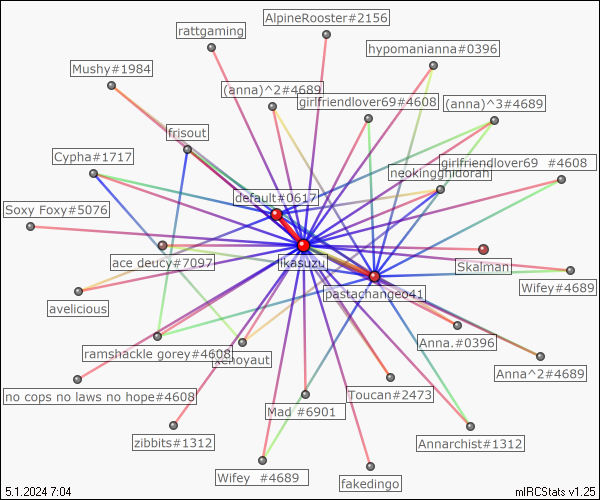 AlpineRooster#2156
rattgaming
hypomanianna#0396
Mushy#1984
(anna)^2#4689
girlfriendlover69#4608
(anna)^3#4689
frisout
Cypha#1717
girlfriendlover69 #4608
neokingghidorah
default#0617
Soxy Foxy#5076
ikasuzu
ace deucy#7097
Skalman
pastachangeo41
Wifey#4689
avelicious
Anna.#0396
ramshackle gorey#4608
xenoyaut
Anna^2#4689
no cops no laws no hope#4608
Toucan#2473
Mad #6901
zibbits#1312
Annarchist#1312
Wifey #4689
fakedingo
5.1.2024 7:04
mIRCStats v1.25